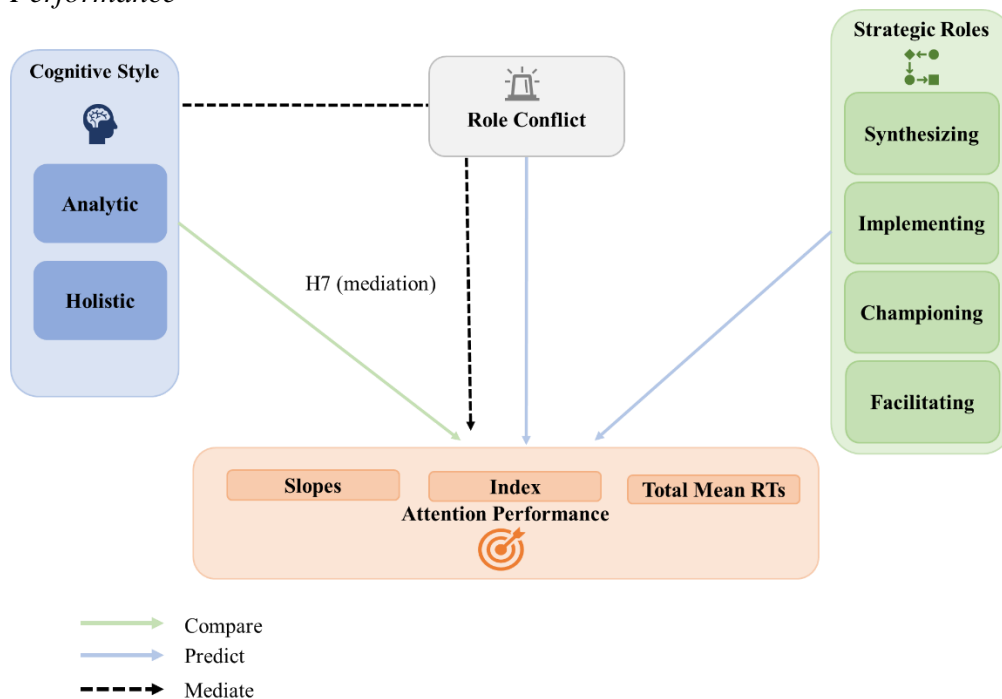 Performance
Cognitive Style
Analytic
Holistic
Role Conflict
H7 (mediation)
Strategic Roles
Synthesizing
Implementing
Championing
Facilitating
Slopes
Index
Total Mean RTs
Attention Performance
Compare
Predict
Mediate